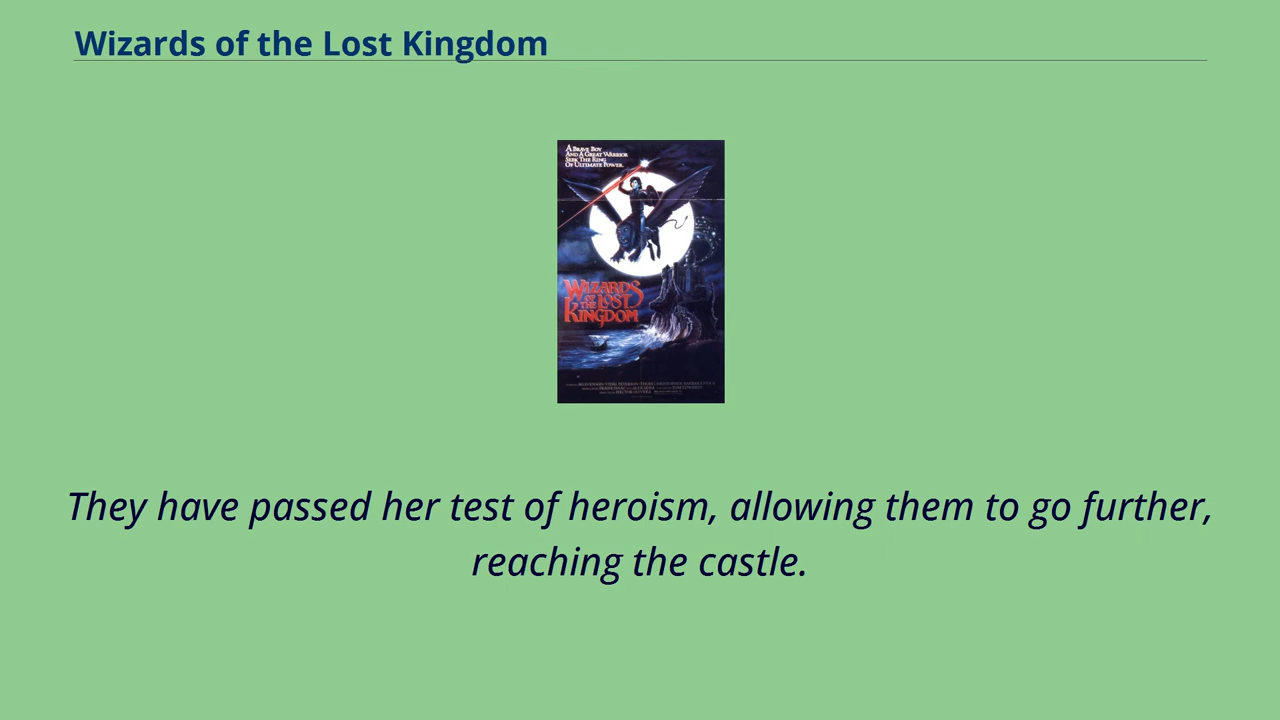 Wizards of the Lost Kingdom
A BRAVE BOY
AND A GREAT WARRIOR
SEEK THE RING
OF ULTIMATE POWER.
WIZARDS
OF
THE LOST
KINGDOM
They have passed her test of heroism, allowing them to go further,
reaching the castle.